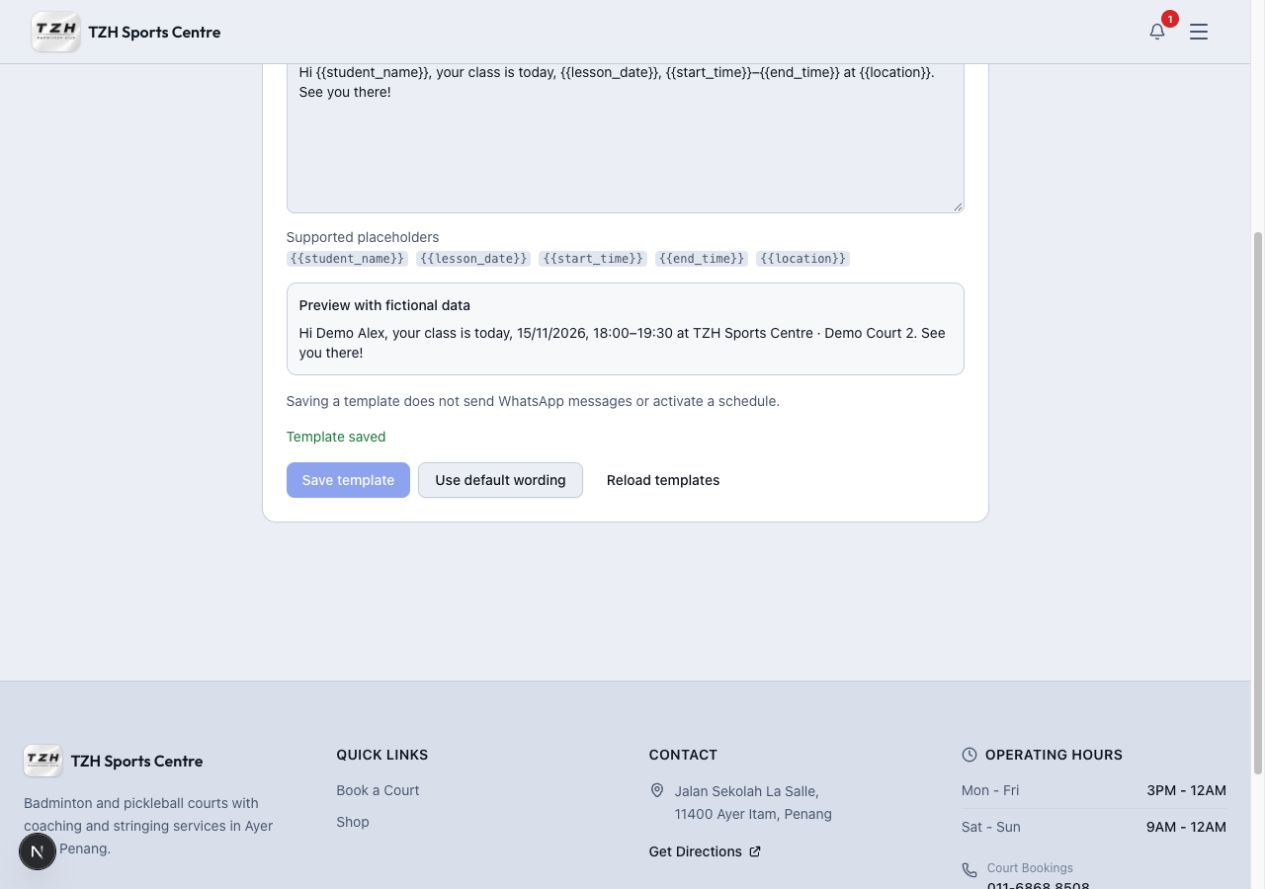 TZH
TZH Sports Centre
1
Hi {{student_name}}, your class is today, {{lesson_date}}, {{start_time}}–{{end_time}} at {{location}}.
See you there!
Supported placeholders
{{student_name}} {{lesson_date}} {{start_time}} {{end_time}} {{location}}
Preview with fictional data
Hi Demo Alex, your class is today, 15/11/2026, 18:00–19:30 at TZH Sports Centre · Demo Court 2. See
you there!
Saving a template does not send WhatsApp messages or activate a schedule.
Template saved
Save template
Use default wording
Reload templates
TZH
TZH Sports Centre
Badminton and pickleball courts with
coaching and stringing services in Ayer
Penang.
N
QUICK LINKS
Book a Court
Shop
CONTACT
Jalan Sekolah La Salle,
11400 Ayer Itam, Penang
Get Directions
OPERATING HOURS
Mon - Fri 3PM - 12AM
Sat - Sun 9AM - 12AM
Court Bookings
011-6868 8508